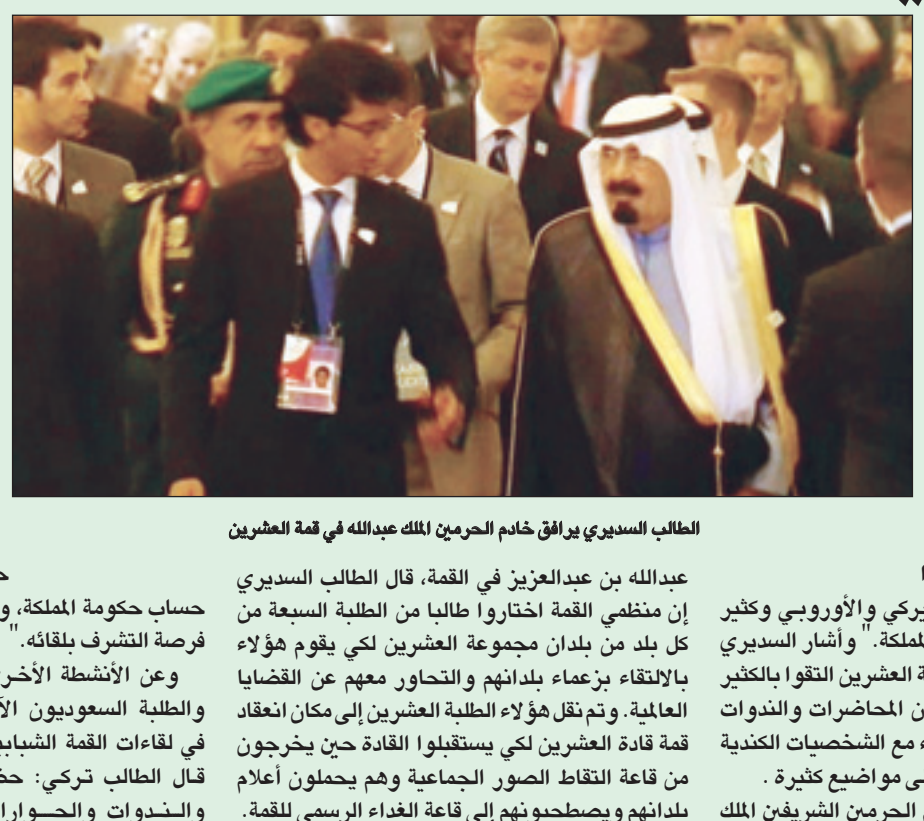 الطالب السديري يرافق خادم الحرمين الملك عبدالله في قمة العشرين
يركي والأوروبي وكثير
لملكة." وأشار السديري
ة العشرين التقوا بالكثير
ن المحاضرات والندوات
ء مع الشخصيات الكندية
ى مواضيع كثيرة .
الحرمين الشريفين الملك
عبدالله بن عبدالعزيز في القمة، قال الطالب السديري
إن منظمي القمة اختاروا طالبا من الطلبة السبعة من
كل بلد من بلدان مجموعة العشرين لكي يقوم هؤلاء
بالالتقاء بزعماء بلدانهم والتحاور معهم عن القضايا
العالمية. وتم نقل هؤلاء الطلبة العشرين إلى مكان انعقاد
قمة قادة العشرين لكي يستقبلوا القادة حين يخرجون
من قاعة التقاط الصور الجماعية وهم يحملون أعلام
بلدانهم ويصطحبونهم إلى قاعة الغداء الرسمي للقمة.
حساب حكومة المملكة، و
فرصة التشرف بلقائه."
وعن الأنشطة الأخر
والطلبة السعوديون الأ
في لقاءات القمة الشبابي
قال الطالب تركي: حض
والندوات والحوارا